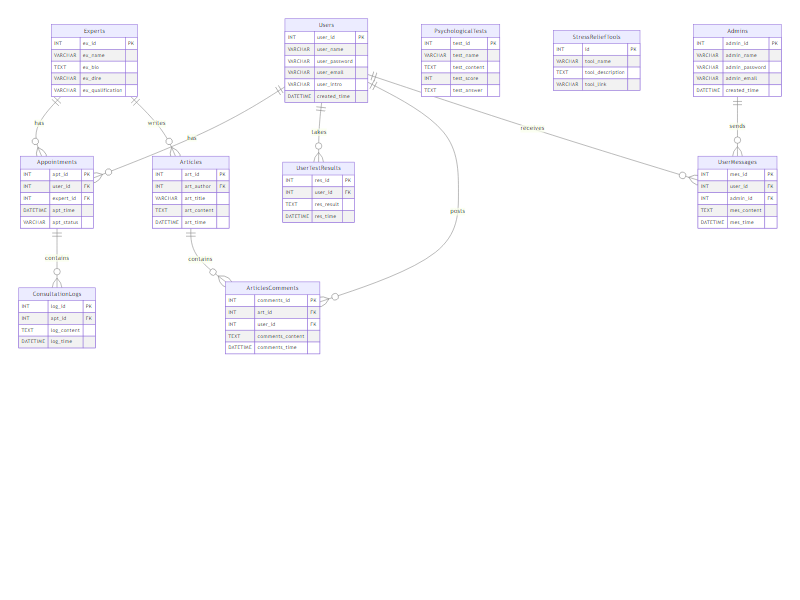 Experts
INT ex_id PK
VARCHAR ex_name
TEXT ex_bio
VARCHAR ex_dire
VARCHAR ex_qualification
Users
INT user_id PK
VARCHAR user_name
VARCHAR user_password
VARCHAR user_email
VARCHAR user_intro
DATETIME created_time
PsychologicalTests
INT test_id PK
VARCHAR test_name
TEXT test_content
INT test_score
TEXT test_answer
StressReliefTools
INT id PK
VARCHAR tool_name
TEXT tool_description
VARCHAR tool_link
Admins
INT admin_id PK
VARCHAR admin_name
VARCHAR admin_password
VARCHAR admin_email
DATETIME created_time
has
writes
has
takes
receives
sends
Appointments
INT apt_id PK
INT user_id FK
INT expert_id FK
DATETIME apt_time
VARCHAR apt_status
Articles
INT art_id PK
INT art_author FK
VARCHAR art_title
TEXT art_content
DATETIME art_time
UserTestResults
INT res_id PK
INT user_id FK
TEXT res_result
DATETIME res_time
UserMessages
INT mes_id PK
INT user_id FK
INT admin_id FK
TEXT mes_content
DATETIME mes_time
posts
contains
contains
ConsultationLogs
INT log_id PK
INT apt_id FK
TEXT log_content
DATETIME log_time
ArticlesComments
INT comments_id PK
INT art_id FK
INT user_id FK
TEXT comments_content
DATETIME comments_time